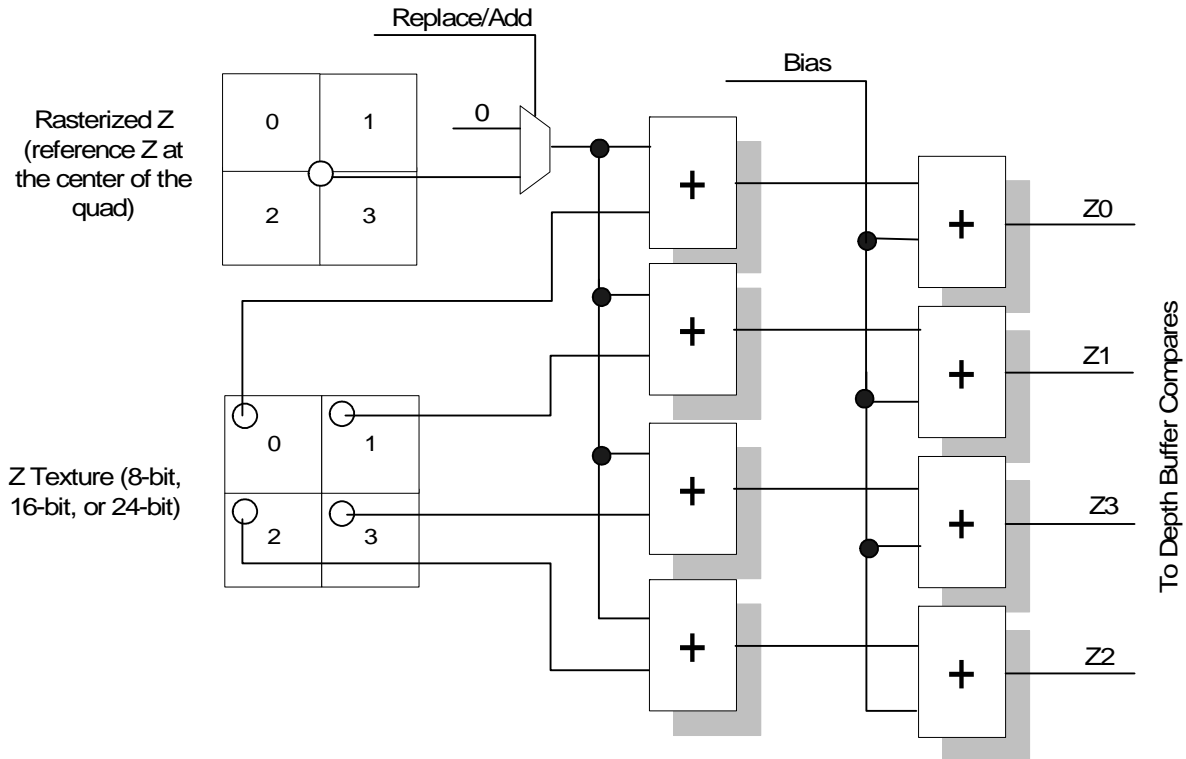 Replace/Add
Bias
0
Rasterized Z
(reference Z at
the center of the
quad)
0 1
2 3
+
+
+
+
+
+
+
+
Z0
Z1
Z3
Z2
To Depth Buffer Compares
Z Texture (8-bit,
16-bit, or 24-bit)
0 1
2 3